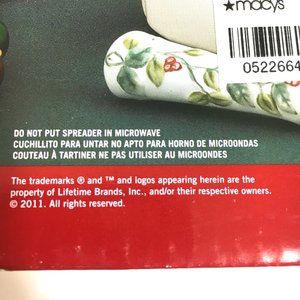 ★macys
0522664
DO NOT PUT SPREADER IN MICROWAVE
CUCHILLITO PARA UNTAR NO APTO PARA HORNO DE MICROONDAS
COUTEAU À TARTINER NE PAS UTILISER AU MICROONDES
The trademarks ® and ™ and logos appearing herein are the
property of Lifetime Brands, Inc., and/or their respective owners.
© 2011. All rights reserved.